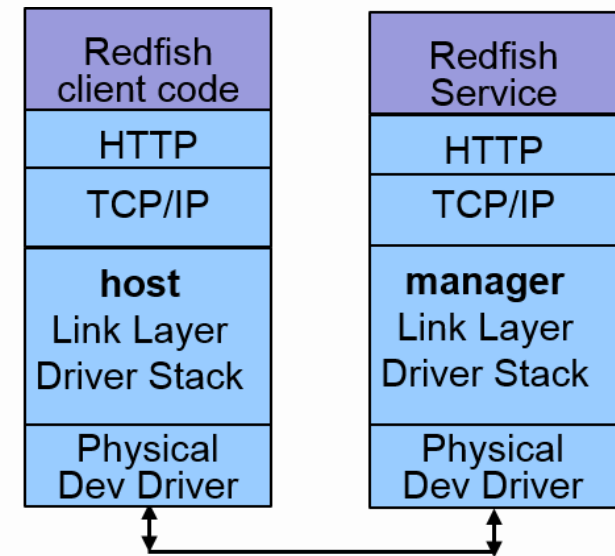 Redfish
client code
HTTP
TCP/IP
host
Link Layer
Driver Stack
Physical
Dev Driver
Redfish
Service
HTTP
TCP/IP
manager
Link Layer
Driver Stack
Physical
Dev Driver